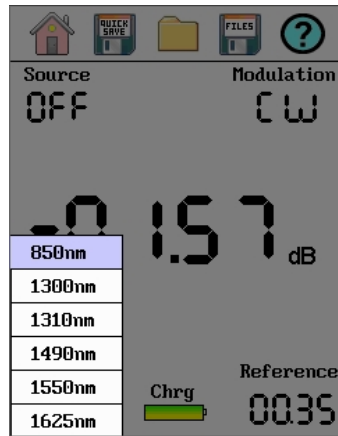 QUICK SAVE
FILES
?
Source
Modulation
OFF
CW
-01.57 dB
850nm
1300nm
1310nm
1490nm
1550nm
1625nm
Chrg
Reference
00.35